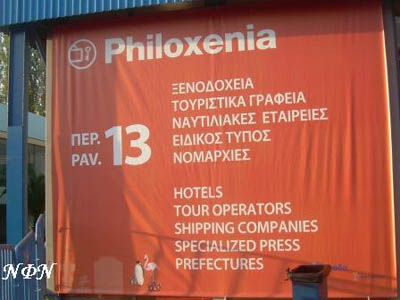 Philoxenia
ΠΕΡ. 13
PAV.
ΞΕΝΟΔΟΧΕΙΑ
ΤΟΥΡΙΣΤΙΚΑ ΓΡΑΦΕΙΑ
ΝΑΥΤΙΛΙΑΚΕΣ ΕΤΑΙΡΕΙΕΣ
ΕΙΔΙΚΟΣ ΤΥΠΟΣ
ΝΟΜΑΡΧΙΕΣ
HOTELS
TOUR OPERATORS
SHIPPING COMPANIES
SPECIALIZED PRESS
PREFECTURES
ΝΦΝ